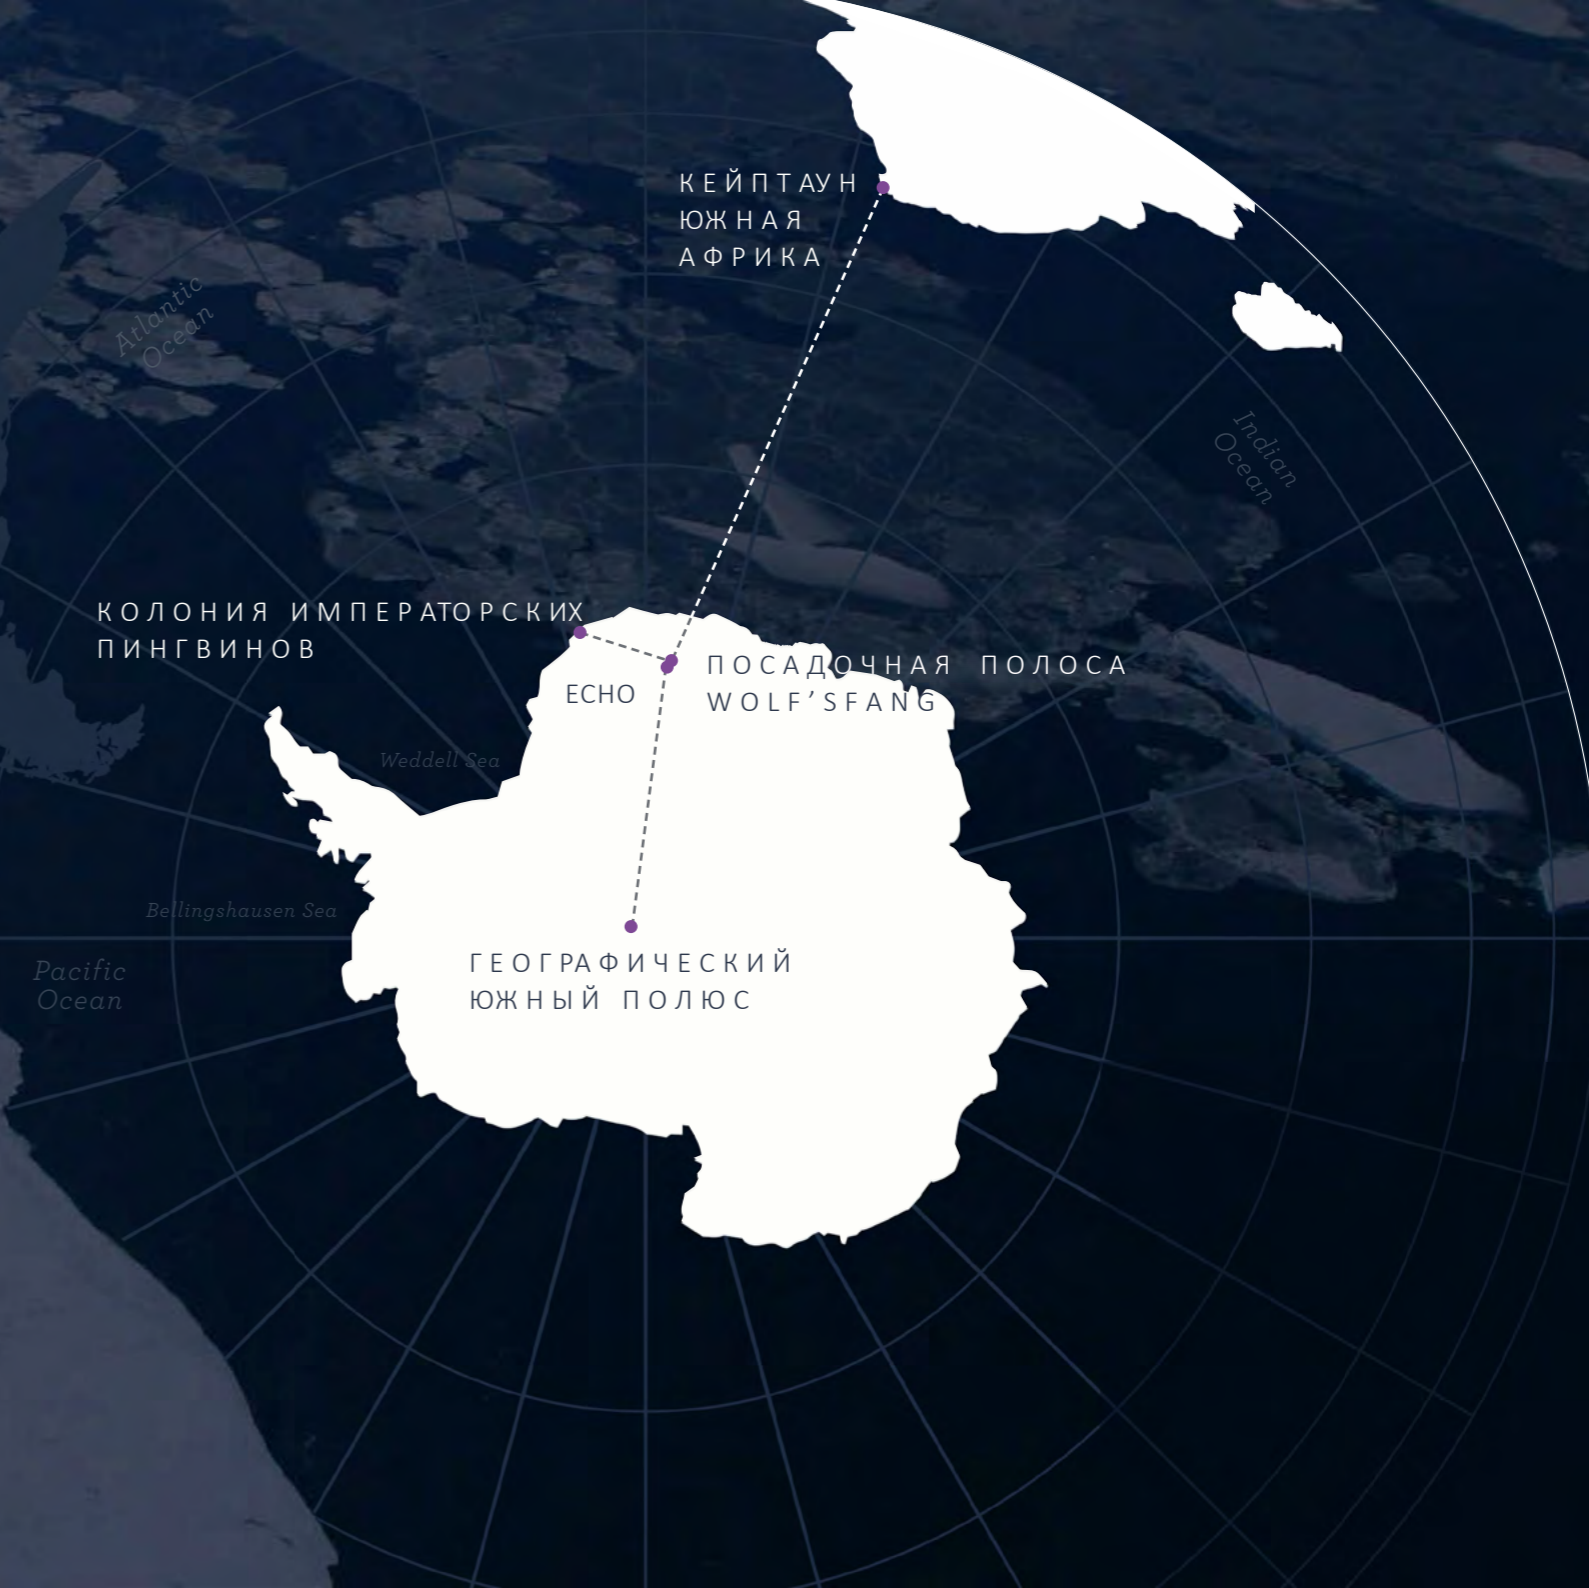 КЕЙПТАУН
ЮЖНАЯ
АФРИКА
Atlantic
Ocean
Indian
Ocean
КОЛОНИЯ ИМПЕРАТОРСКИХ
ПИНГВИНОВ
ПОСАДОЧНАЯ ПОЛОСА
WOLF’SFANG
ECHO
Weddell Sea
Bellingshausen Sea
Pacific
Ocean
ГЕОГРАФИЧЕСКИЙ
ЮЖНЫЙ ПОЛЮС